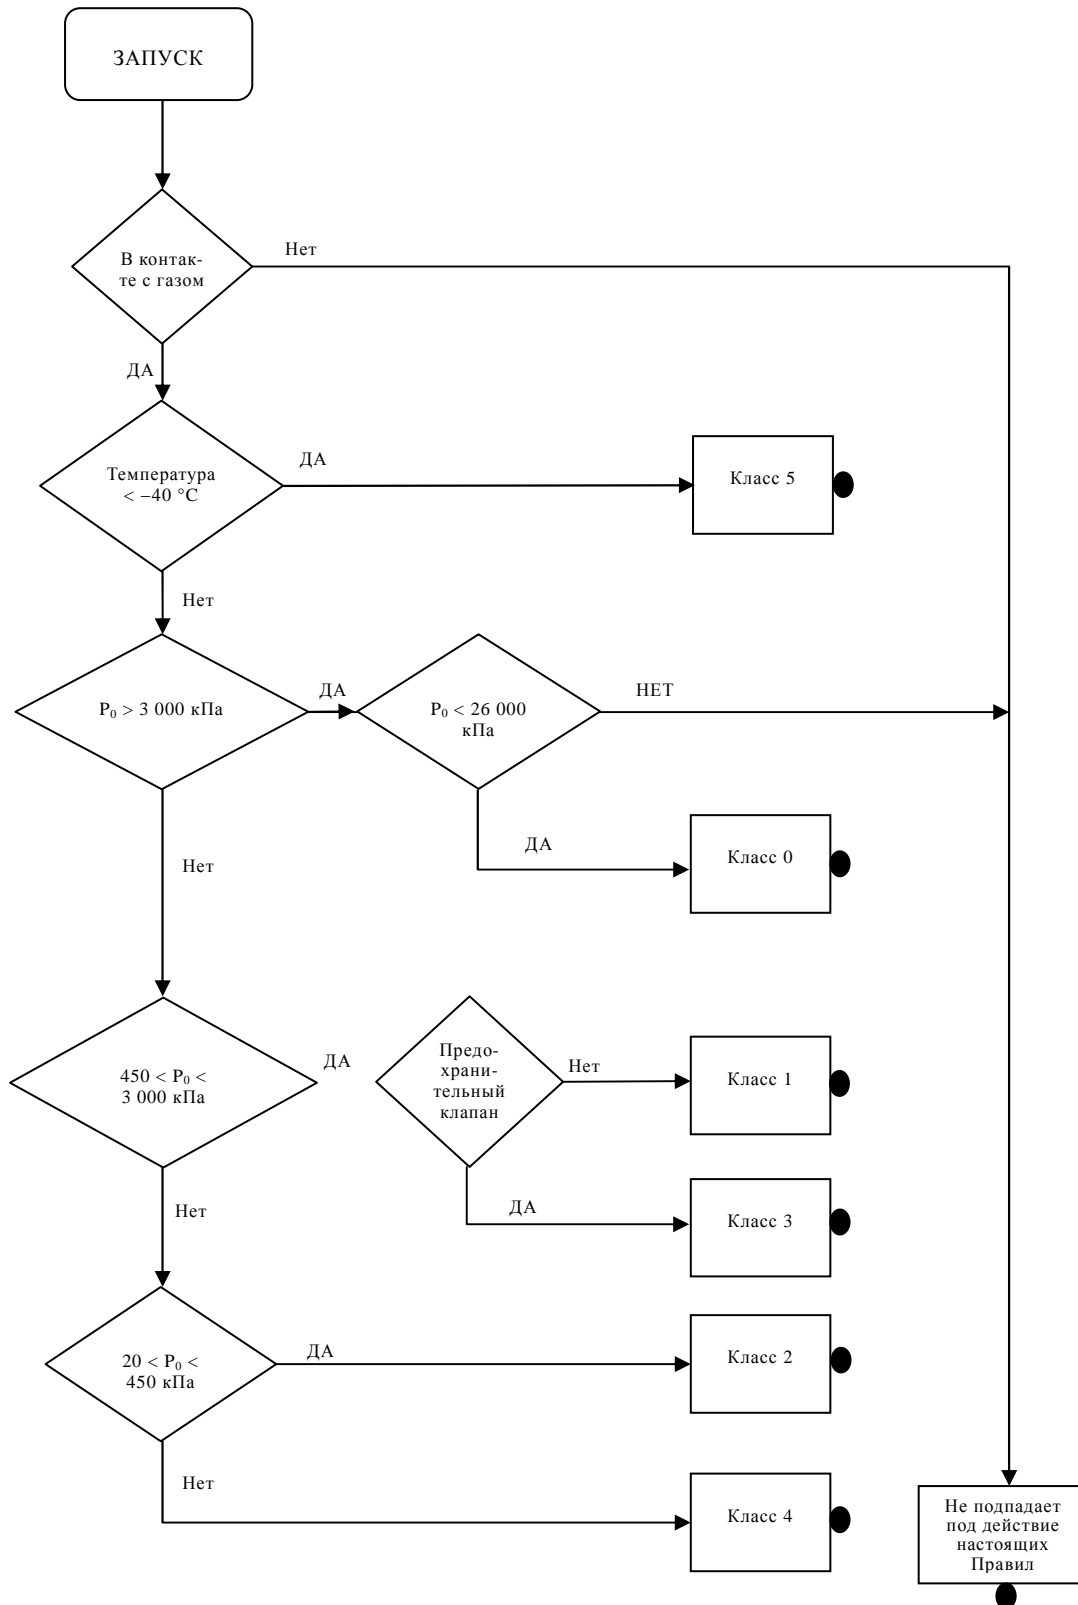 ЗАПУСК
В контак-
те с газом
Нет
ДА
Температура
< –40 °C
ДА
Класс 5
Нет
P₀ > 3 000 кПа
ДА
P₀ < 26 000
кПа
НЕТ
ДА
Класс 0
Нет
450 < P₀ <
3 000 кПа
ДА
Предо-
храни-
тельный
клапан
Нет
Класс 1
ДА
Класс 3
Нет
20 < P₀ <
450 кПа
ДА
Класс 2
Нет
Класс 4
Не подпадает
под действие
настоящих
Правил